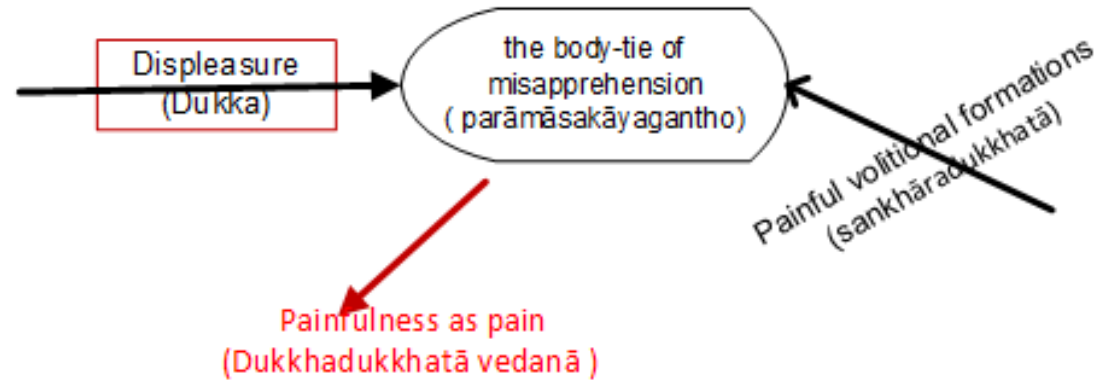 Displeasure
(Dukka)
the body-tie of
misapprehension
( parāmāsakāyagantho)
Painful volitional formations
(sankhāradukkhatā)
Painfulness as pain
(Dukkhadukkhatā vedanā )